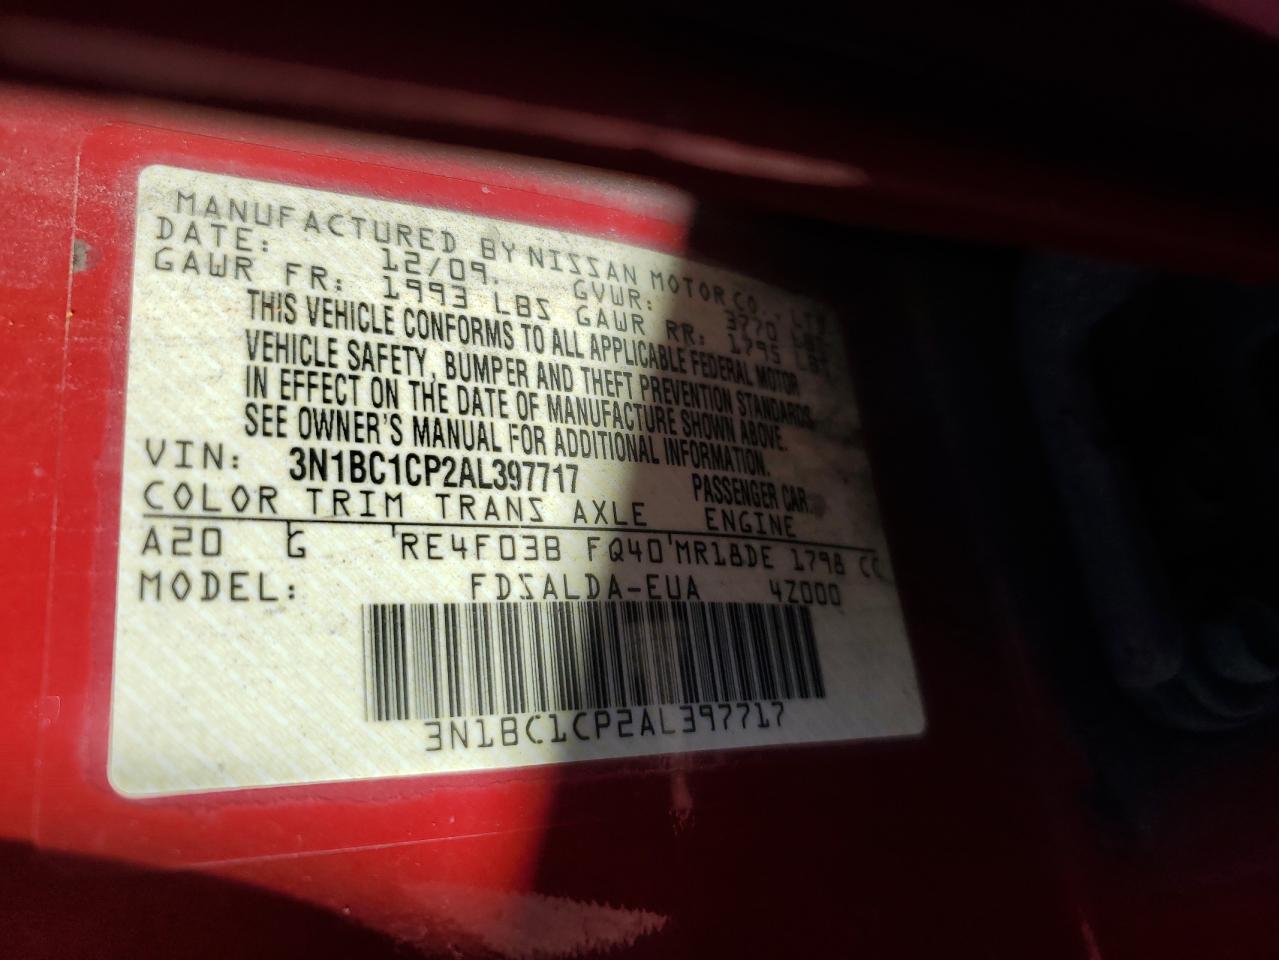 MANUFACTURED BY NISSAN MOTOR CO., LTD
DATE: 12/09. GVWR: 3770 LBS
GAWR FR: 1993 LBS GAWR RR: 1795 LBS
THIS VEHICLE CONFORMS TO ALL APPLICABLE FEDERAL MOTOR
VEHICLE SAFETY, BUMPER AND THEFT PREVENTION STANDARDS
IN EFFECT ON THE DATE OF MANUFACTURE SHOWN ABOVE.
SEE OWNER'S MANUAL FOR ADDITIONAL INFORMATION.
VIN: 3N1BC1CP2AL397717 PASSENGER CAR
COLOR TRIM TRANS AXLE ENGINE
A20 G RE4F03B FQ40 MR18DE 1798 CC
MODEL: FDSALDA-EUA 4Z000
3N1BC1CP2AL397717